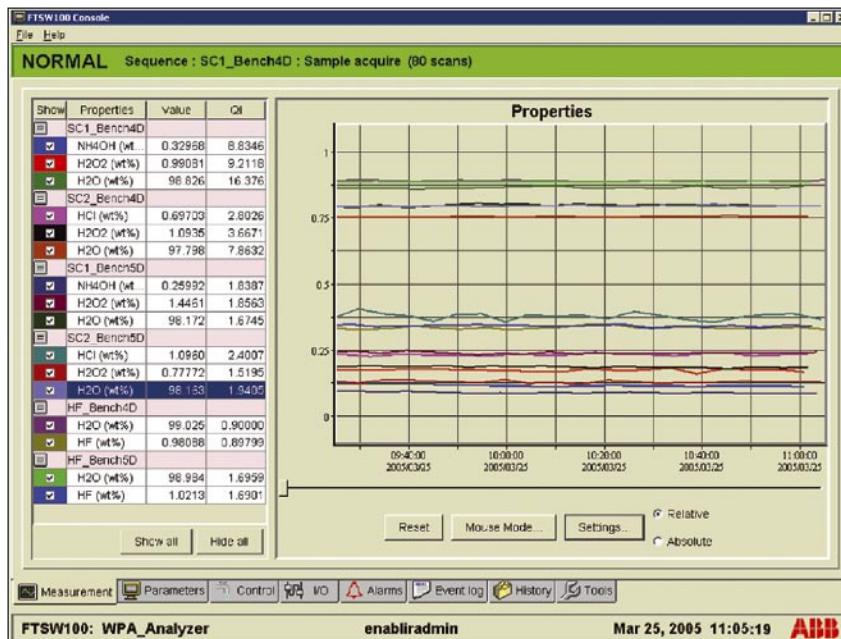 FTSW100 Console
File Help
NORMAL Sequence : SC1_Bench4D : Sample acquire (80 scans)
Show Properties Value QI
SC1_Bench4D
NH4OH (wt... 0.32968 8.8346
H2O2 (wt%) 0.99081 9.2118
H2O (wt%) 98.826 16.376
SC2_Bench4D
HCl (wt%) 0.69703 2.8026
H2O2 (wt%) 1.0935 3.6671
H2O (wt%) 97.798 7.8632
SC1_Bench5D
NH4OH (wt... 0.25992 1.8387
H2O2 (wt%) 1.4461 1.8563
H2O (wt%) 98.172 1.6745
SC2_Bench5D
HCl (wt%) 1.0960 2.4007
H2O2 (wt%) 0.77772 1.5195
H2O (wt%) 98.163 1.9405
HF_Bench4D
H2O (wt%) 99.025 0.90000
HF (wt%) 0.98088 0.89799
HF_Bench5D
H2O (wt%) 98.984 1.6959
HF (wt%) 1.0213 1.6901
Show all Hide all
Properties
1
0.75
0.5
0.25
0
09:40:00 10:00:00 10:20:00 10:40:00 11:00:00
2005/03/25 2005/03/25 2005/03/25 2005/03/25 2005/03/25
Reset Mouse Mode... Settings... Relative
Absolute
Measurement Parameters Control I/O Alarms Event log History Tools
FTSW100: WPA_Analyzer enabliradmin Mar 25, 2005 11:05:19 ABB